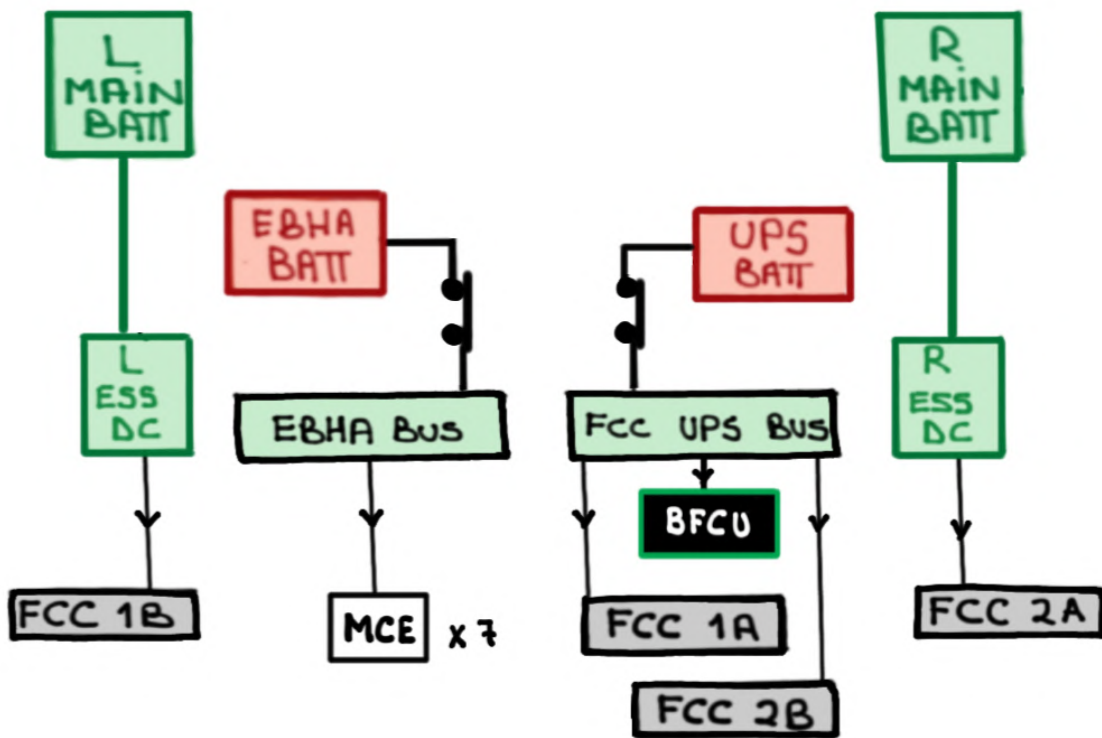 L
MAIN
BATT
R
MAIN
BATT
EBHA
BATT
UPS
BATT
L
ESS
DC
EBHA BUS
FCC UPS BUS
R
ESS
DC
BFCU
FCC 1B
MCE x 7
FCC 1A
FCC 2A
FCC 2B